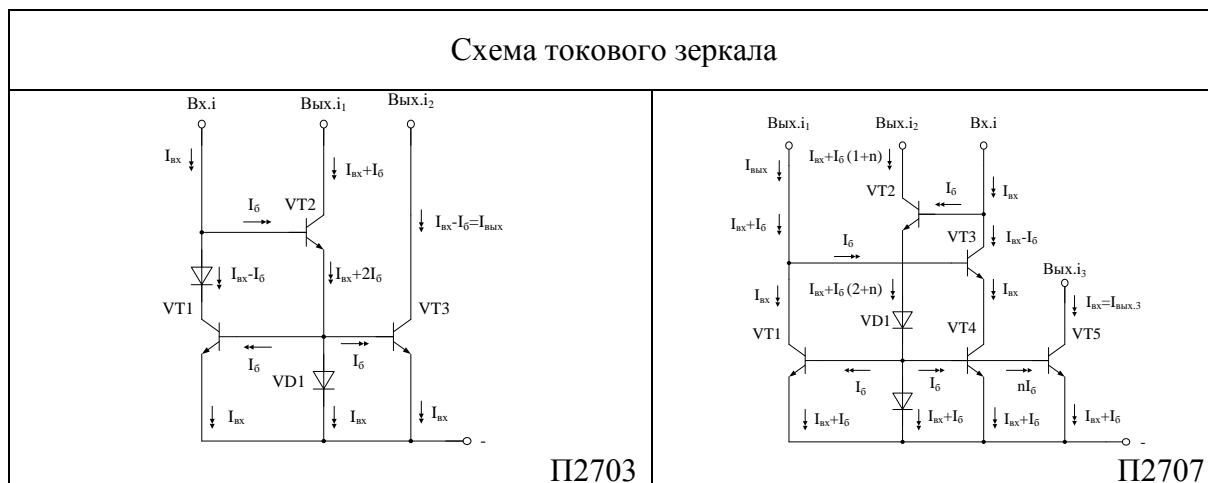 Схема токового зеркала
Вх.i
Вых.i₁
Вых.i₂
Iвх
Iвх+Iб
Iб
VT2
Iвх-Iб=Iвых
Iвх-Iб
Iвх+2Iб
VT1
VT3
Iб
Iб
VD1
Iвх
Iвх
Iвх
-
П2703
Вых.i₁
Вых.i₂
Вх.i
Iвых
Iвх+Iб (1+n)
VT2
Iб
Iвх
Iвх+Iб
Iб
VT3
Iвх-Iб
Вых.i₃
Iвх
Iвх+Iб (2+n)
Iвх
Iвх=Iвых.3
VT1
VD1
VT4
VT5
Iб
Iб
nIб
Iвх+Iб
Iвх+Iб
Iвх+Iб
Iвх+Iб
-
П2707